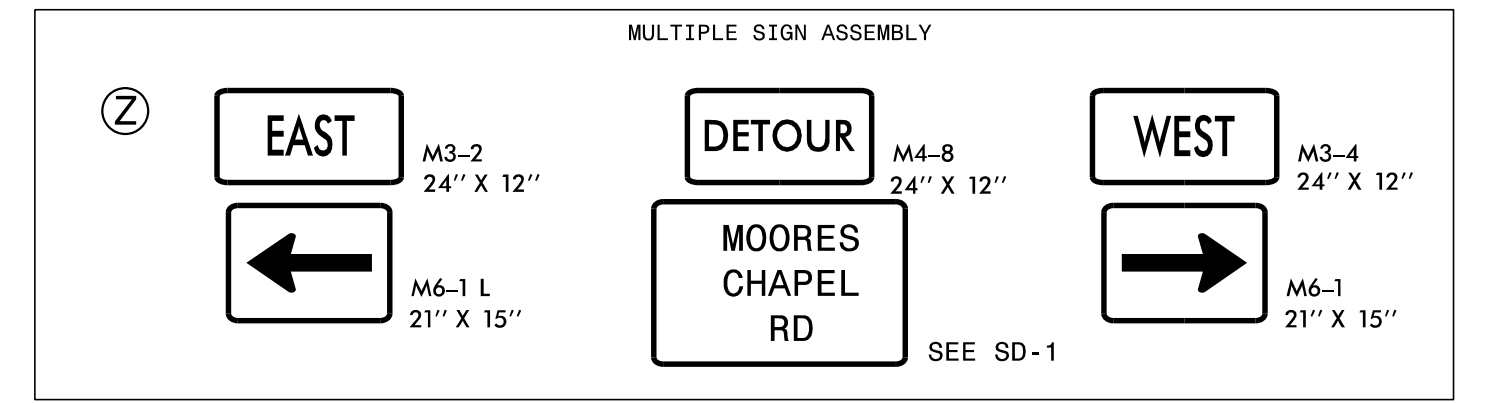 MULTIPLE SIGN ASSEMBLY
Z
EAST
M3–2
24'' X 12''
M6–1 L
21'' X 15''
DETOUR
M4–8
24'' X 12''
MOORES
CHAPEL
RD
SEE SD-1
WEST
M3–4
24'' X 12''
M6–1
21'' X 15''